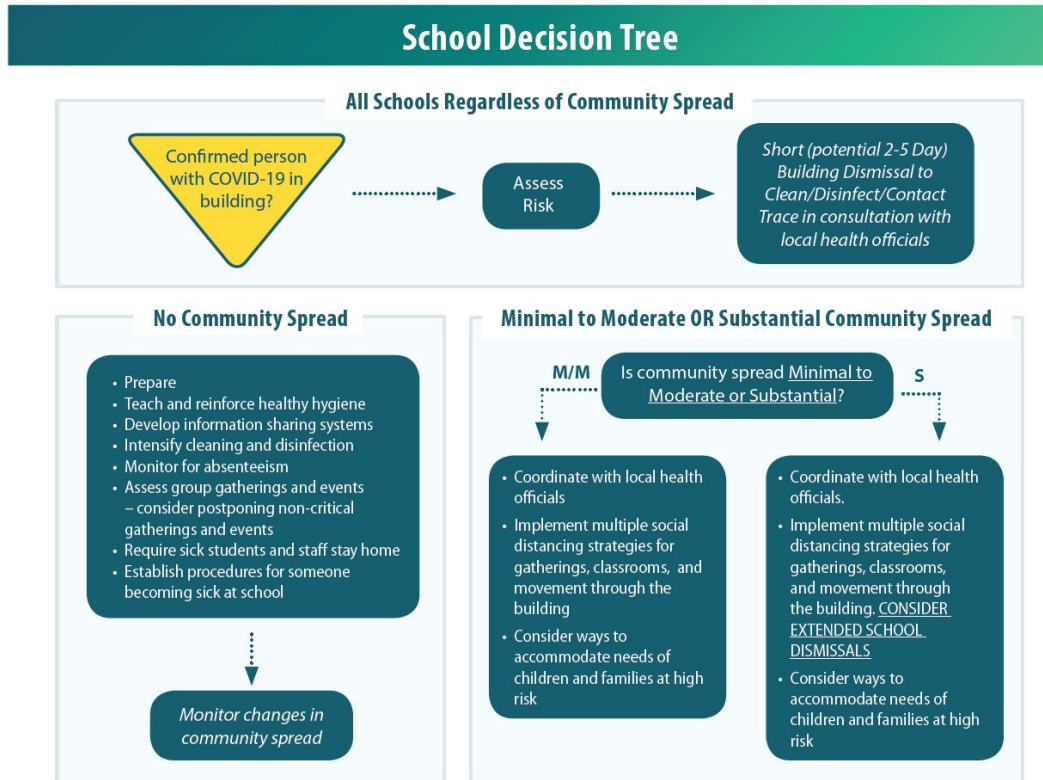 School Decision Tree
All Schools Regardless of Community Spread
Confirmed person
with COVID-19 in
building?
Assess
Risk
Short (potential 2-5 Day)
Building Dismissal to
Clean/Disinfect/Contact
Trace in consultation with
local health officials
No Community Spread
• Prepare
• Teach and reinforce healthy hygiene
• Develop information sharing systems
• Intensify cleaning and disinfection
• Monitor for absenteeism
• Assess group gatherings and events
– consider postponing non-critical
gatherings and events
• Require sick students and staff stay home
• Establish procedures for someone
becoming sick at school
Monitor changes in
community spread
Minimal to Moderate OR Substantial Community Spread
M/M
Is community spread Minimal to
Moderate or Substantial?
S
• Coordinate with local health
officials
• Implement multiple social
distancing strategies for
gatherings, classrooms, and
movement through the
building
• Consider ways to
accommodate needs of
children and families at high
risk
• Coordinate with local health
officials.
• Implement multiple social
distancing strategies for
gatherings, classrooms,
and movement through
the building. CONSIDER
EXTENDED SCHOOL
DISMISSALS
• Consider ways to
accommodate needs of
children and families at high
risk